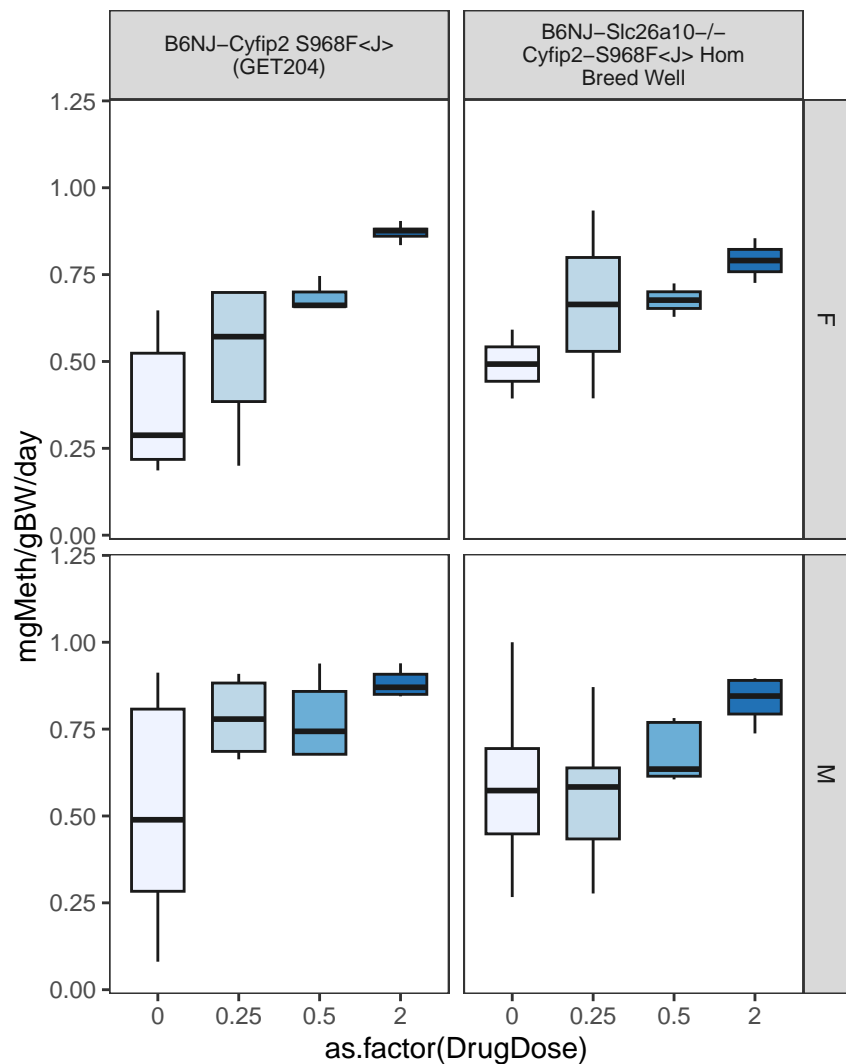 B6NJ−Cyfip2 S968F<J>
(GET204)
B6NJ−Slc26a10−/−
Cyfip2−S968F<J> Hom
Breed Well
1.25
1.00
0.75
0.50
0.25
0.00
F
1.25
1.00
0.75
0.50
0.25
0.00
M
mgMeth/gBW/day
0 0.25 0.5 2
0 0.25 0.5 2
as.factor(DrugDose)